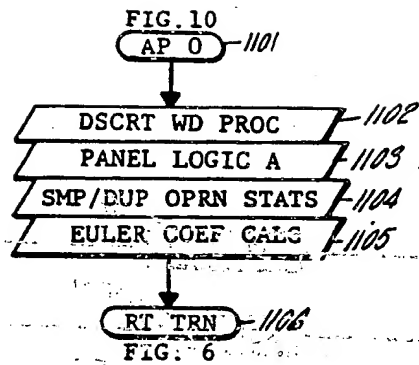 FIG.10
AP 0 1101
DSCRT WD PROC 1102
PANEL LOGIC A 1103
SMP/DUP OPRN STATS 1104
EULER COEF CALC 1105
RT TRN 1106
FIG. 6